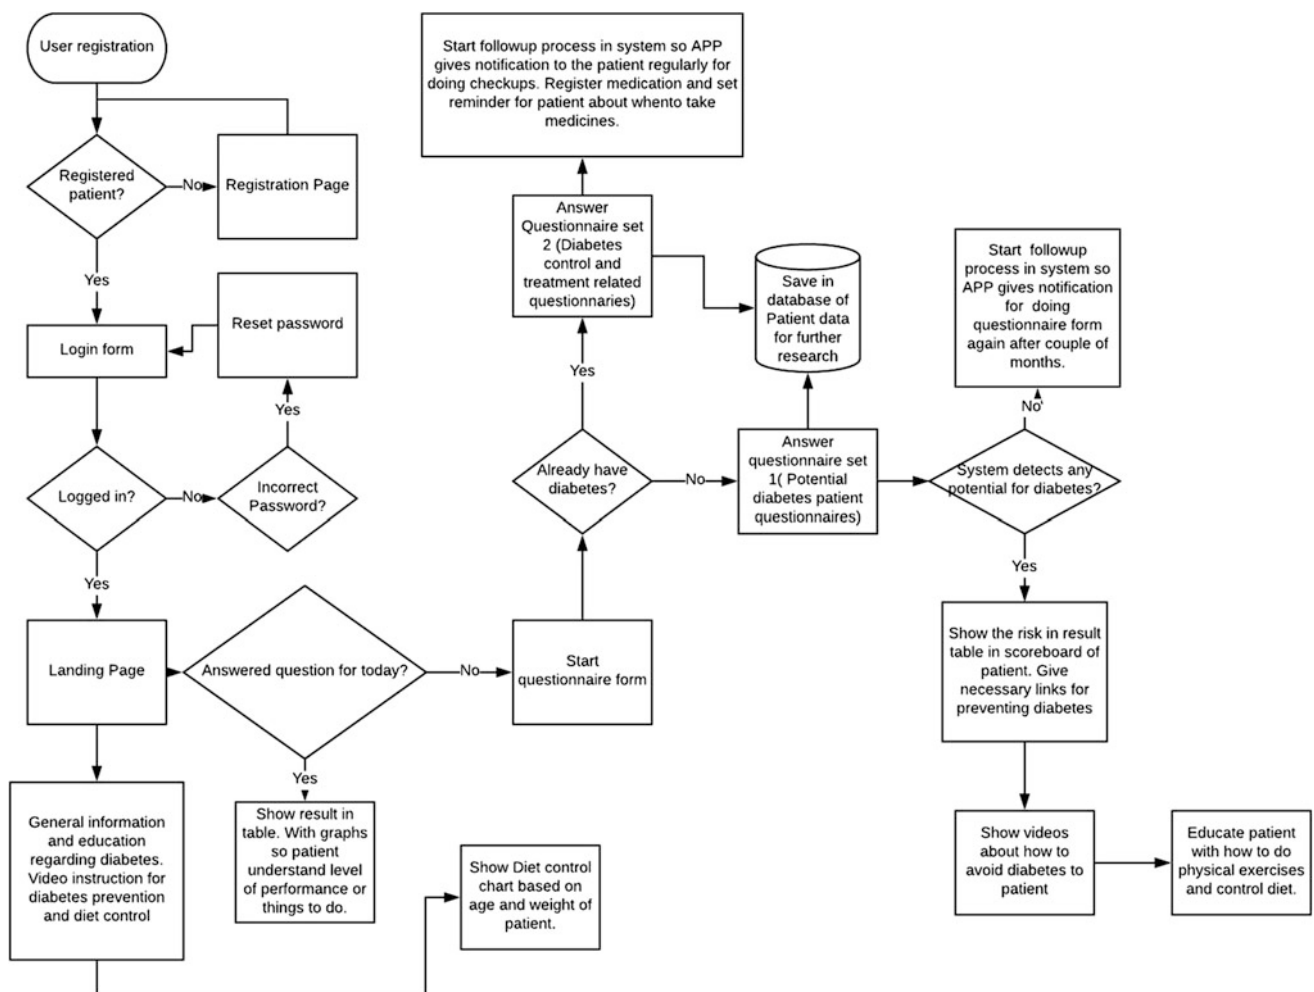 User registration
Registered
patient?
No
Registration Page
Yes
Login form
Reset password
Yes
Logged in?
No
Incorrect
Password?
Yes
Landing Page
Answered question for today?
No
Start
questionnaire form
Yes
General information
and education
regarding diabetes.
Video instruction for
diabetes prevention
and diet control
Show result in
table. With graphs
so patient
understand level
of performance or
things to do.
Show Diet control
chart based on
age and weight of
patient.
Start followup process in system so APP
gives notification to the patient regularly for
doing checkups. Register medication and set
reminder for patient about whento take
medicines.
Answer
Questionnaire set
2 (Diabetes
control and
treatment related
questionnaries)
Save in
database of
Patient data
for further
research
Yes
Already have
diabetes?
No
Answer
questionnaire set
1( Potential
diabetes patient
questionnaires)
Start followup
process in system so
APP gives notification
for doing
questionnaire form
again after couple of
months.
No
System detects any
potential for diabetes?
Yes
Show the risk in result
table in scoreboard of
patient. Give
necessary links for
preventing diabetes
Show videos
about how to
avoid diabetes to
patient
Educate patient
with how to do
physical exercises
and control diet.